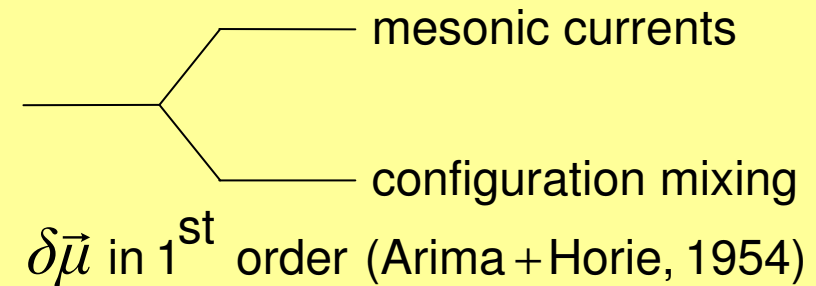 mesonic currents
configuration mixing
δμ⃗ in 1st order (Arima+Horie, 1954)